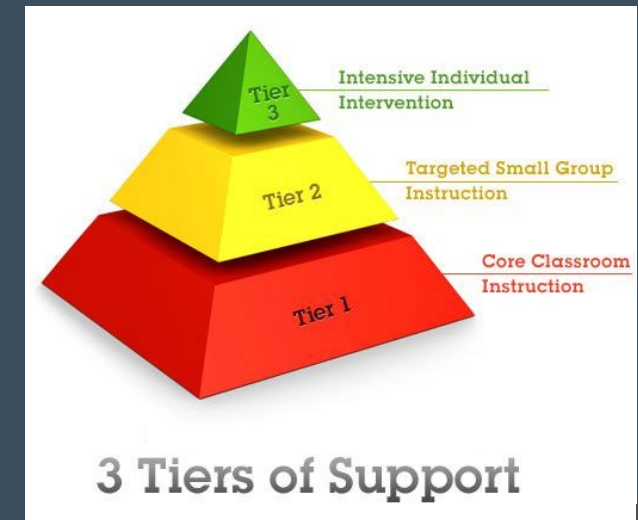 Tier
3
Intensive Individual
Intervention
Tier 2
Targeted Small Group
Instruction
Tier 1
Core Classroom
Instruction
3 Tiers of Support